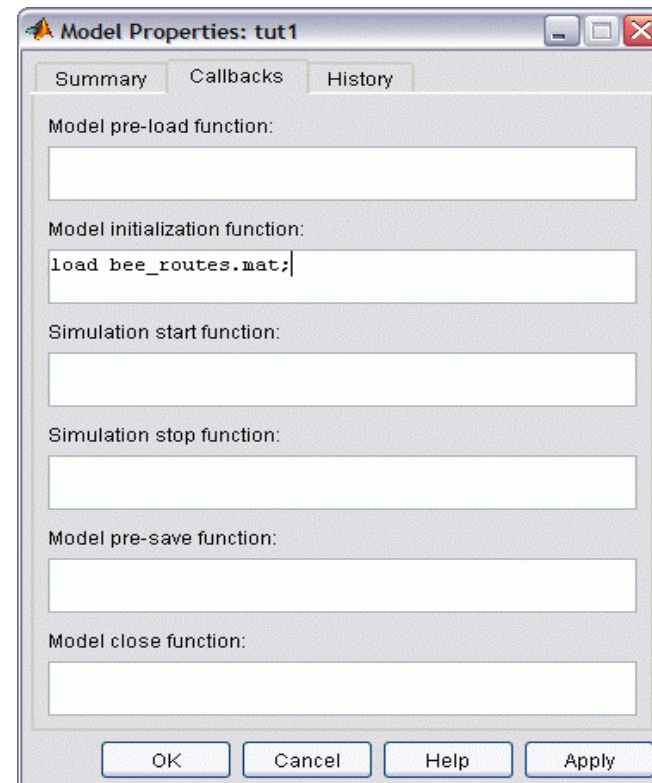 Model Properties: tut1
Summary Callbacks History
Model pre-load function:
Model initialization function:
load bee_routes.mat;
Simulation start function:
Simulation stop function:
Model pre-save function:
Model close function:
OK Cancel Help Apply